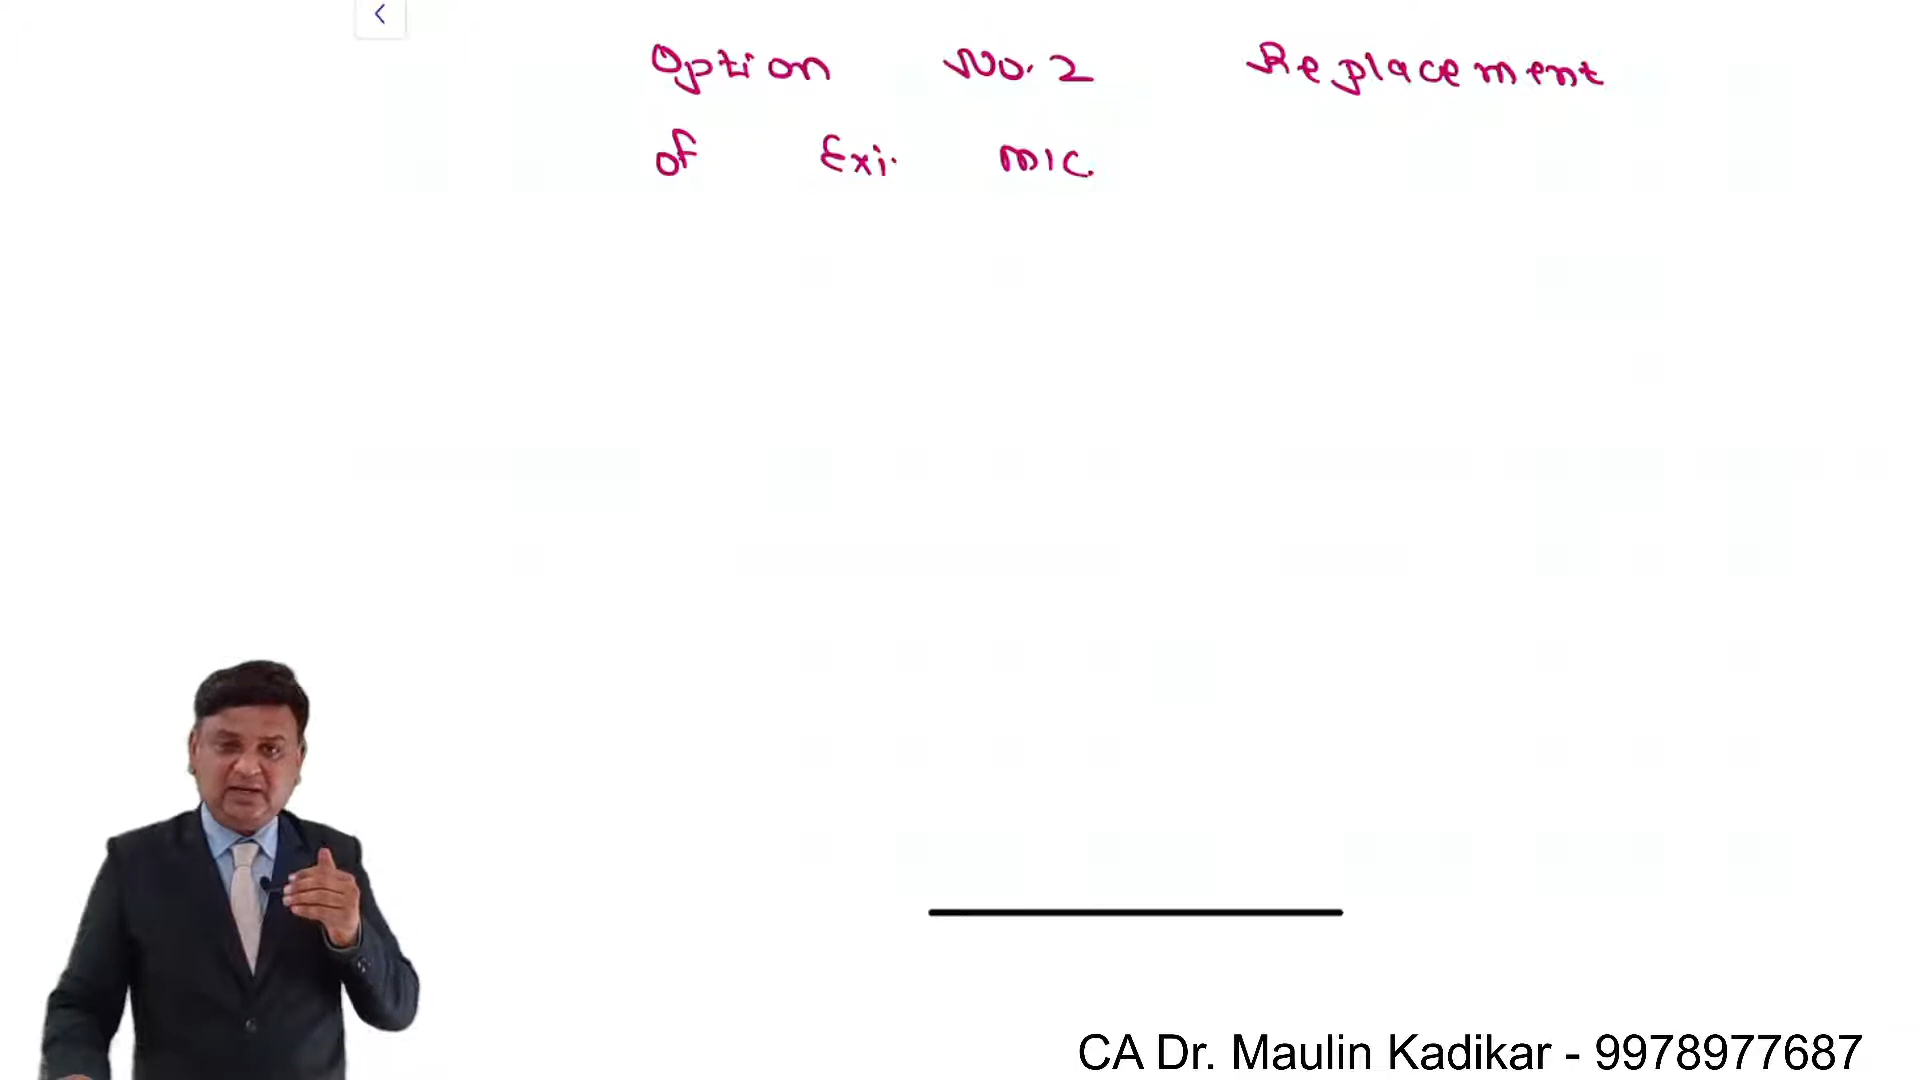 Option No. 2 Replacement
of Exi. m/c.
CA Dr. Maulin Kadikar - 9978977687